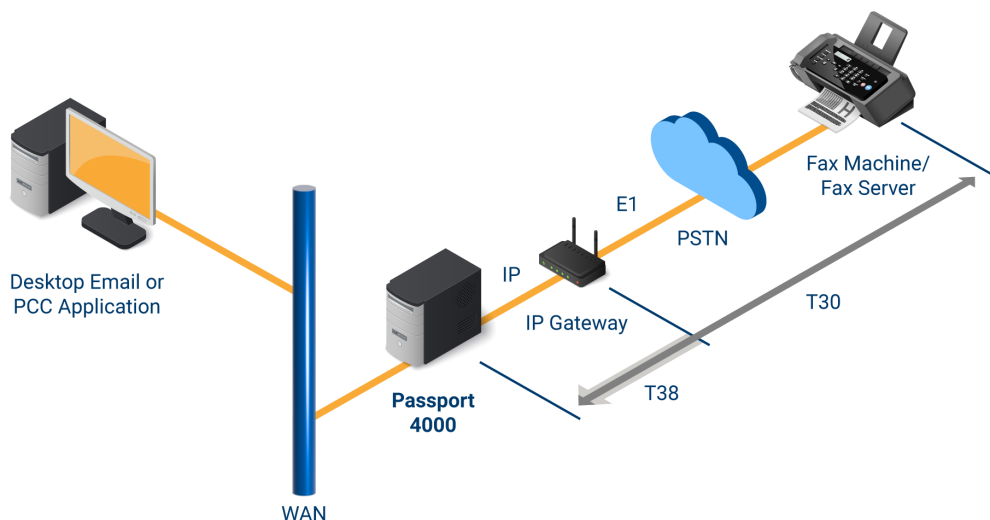 Fax Machine/
Fax Server
E1
PSTN
Desktop Email or
PCC Application
IP
IP Gateway
T30
Passport
4000
T38
WAN